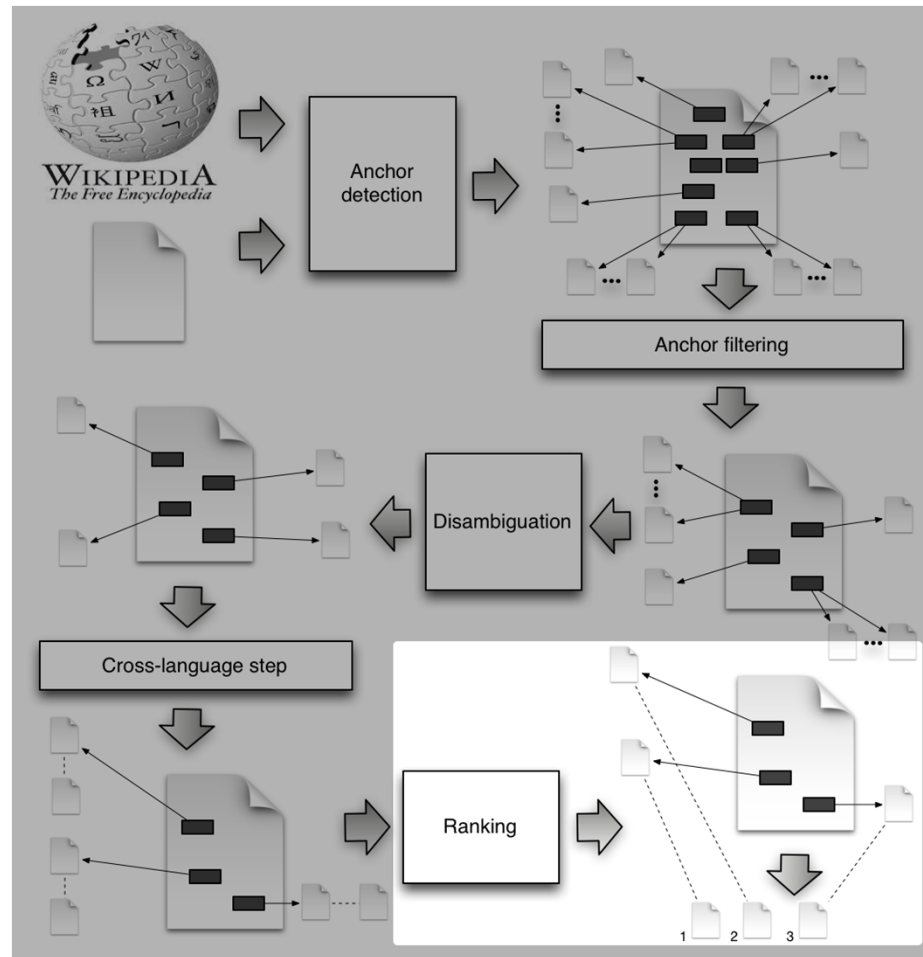 WIKIPEDIA
The Free Encyclopedia
Anchor
detection
Anchor filtering
Disambiguation
Cross-language step
Ranking
1 2 3